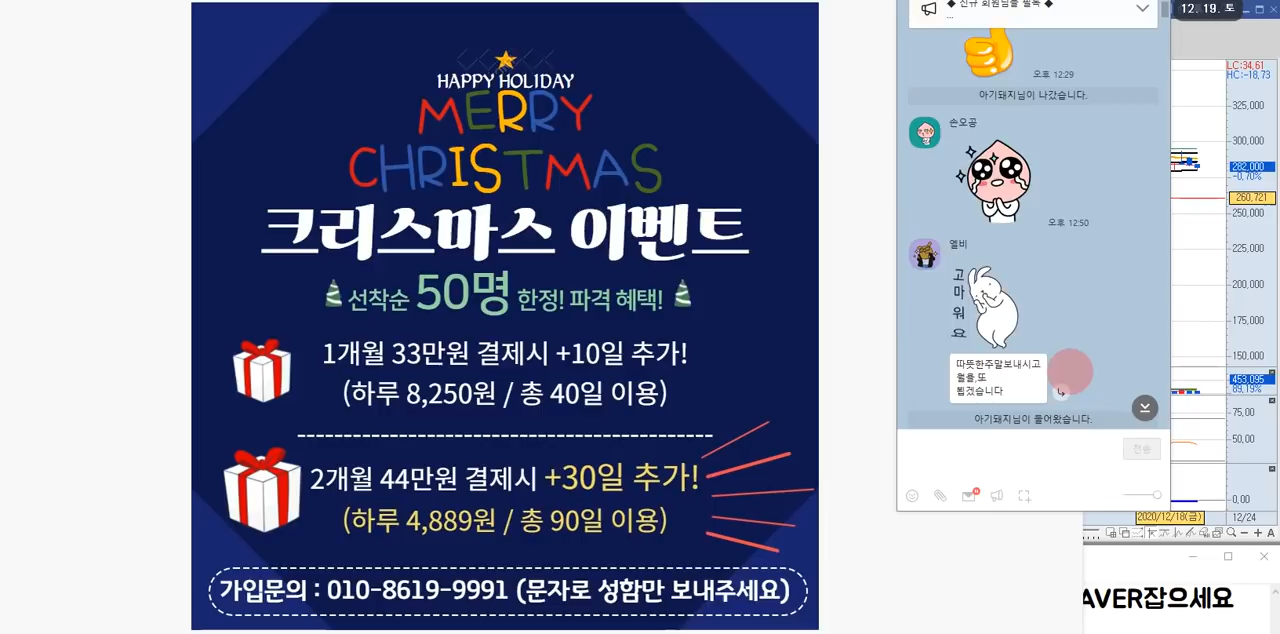 HAPPY HOLIDAY
MERRY
CHRISTMAS
크리스마스 이벤트
선착순 50명 한정! 파격 혜택!
1개월 33만원 결제시 +10일 추가!
(하루 8,250원 / 총 40일 이용)
2개월 44만원 결제시 +30일 추가!
(하루 4,889원 / 총 90일 이용)
가입문의 : 010-8619-9991 (문자로 성함만 보내주세요)
◆ 신규 회원님들 필독 ◆
...
오후 12:29
아기돼지님이 나갔습니다.
손오공
오후 12:50
엘비
고
마
워
요
따뜻한주말보내시고
월욜,또
뵙겠습니다
아기돼지님이 들어왔습니다.
전송
12. 19. 토
LC:34.61
HC:-18.73
325,000
300,000
282,000
-0.70%
260,721
250,000
225,000
200,000
175,000
150,000
453,095
89.19%
75.00
50.00
0.00
2020/12/18(금)
12/24
A
AVER잡으세요